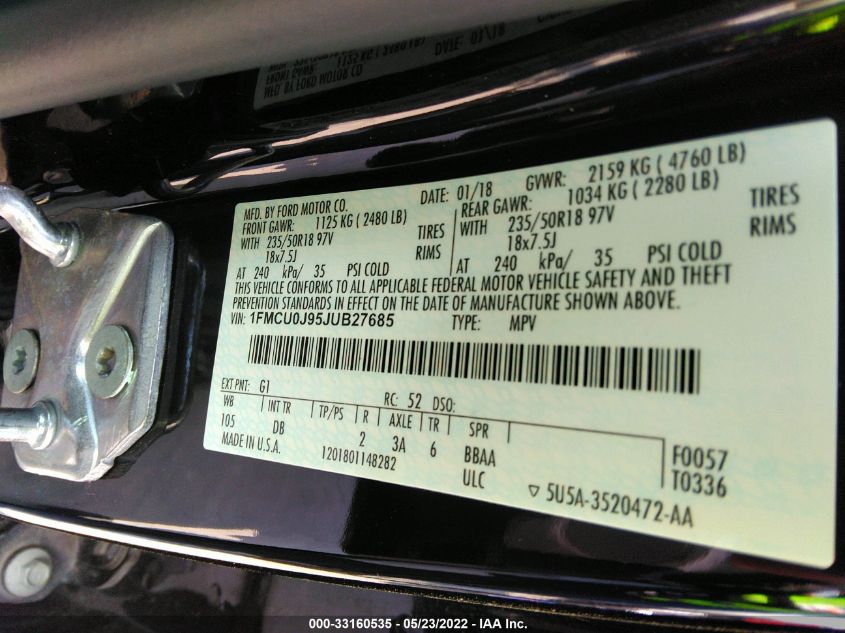 MFD. BY FORD MOTOR CO.
DATE: 01/18 GVWR: 2159 KG ( 4760 LB)
FRONT GAWR: 1125 KG ( 2480 LB) REAR GAWR: 1034 KG ( 2280 LB)
WITH 235/50R18 97V TIRES WITH 235/50R18 97V TIRES
18x7.5J RIMS 18x7.5J RIMS
AT 240 kPa/ 35 PSI COLD AT 240 kPa/ 35 PSI COLD
THIS VEHICLE CONFORMS TO ALL APPLICABLE FEDERAL MOTOR VEHICLE SAFETY AND THEFT
PREVENTION STANDARDS IN EFFECT ON THE DATE OF MANUFACTURE SHOWN ABOVE.
VIN: 1FMCU0J95JUB27685 TYPE: MPV
EXT PNT: G1 RC: 52 DSO:
WB INT TR TP/PS R AXLE TR SPR
105 DB 2 3A 6 BBAA F0057
MADE IN U.S.A. 1201801148282 ULC T0336
▽ 5U5A-3520472-AA
000-33160535 - 05/23/2022 - IAA Inc.